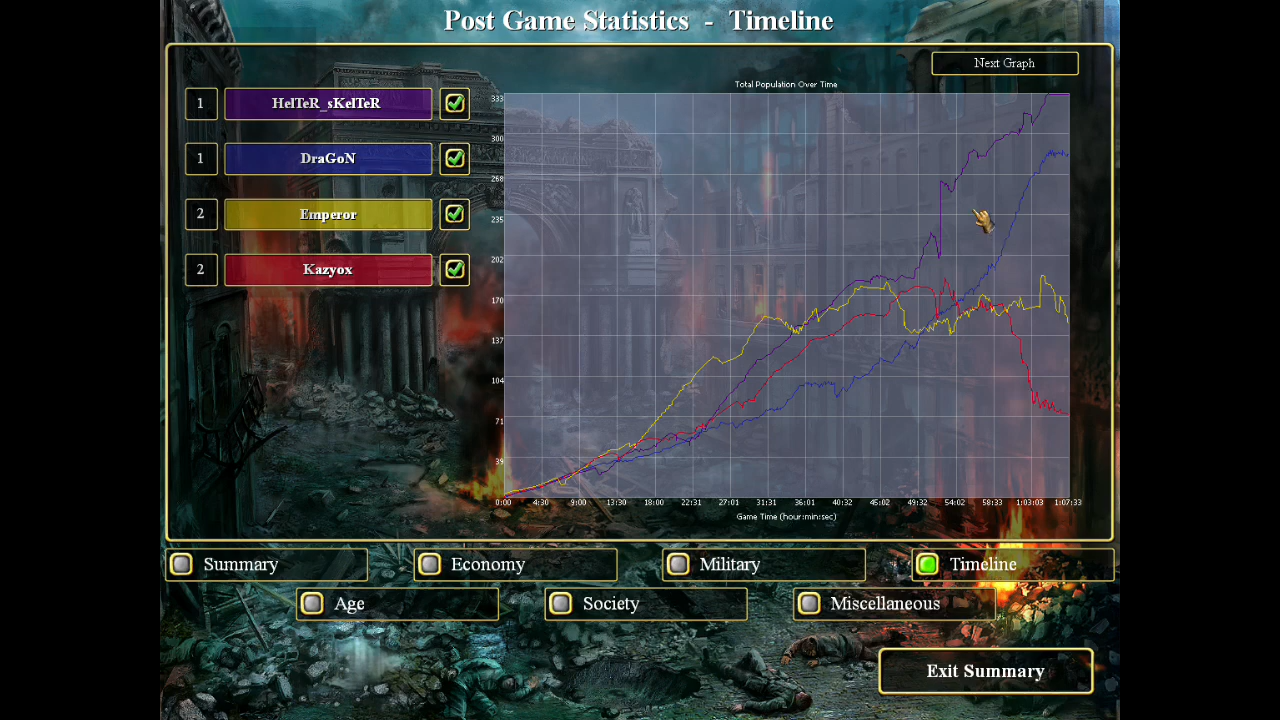 Post Game Statistics - Timeline
Next Graph
1 HelTeR_sKelTeR
1 DraGoN
2 Emperor
2 Kazyox
Total Population Over Time
333
300
268
235
202
170
137
104
71
39
0:00 4:30 9:00 13:30 18:00 22:31 27:01 31:31 36:01 40:32 45:02 49:32 54:02 58:33 1:03:03 1:07:33
Game Time (hour:min:sec)
Summary Economy Military Timeline
Age Society Miscellaneous
Exit Summary